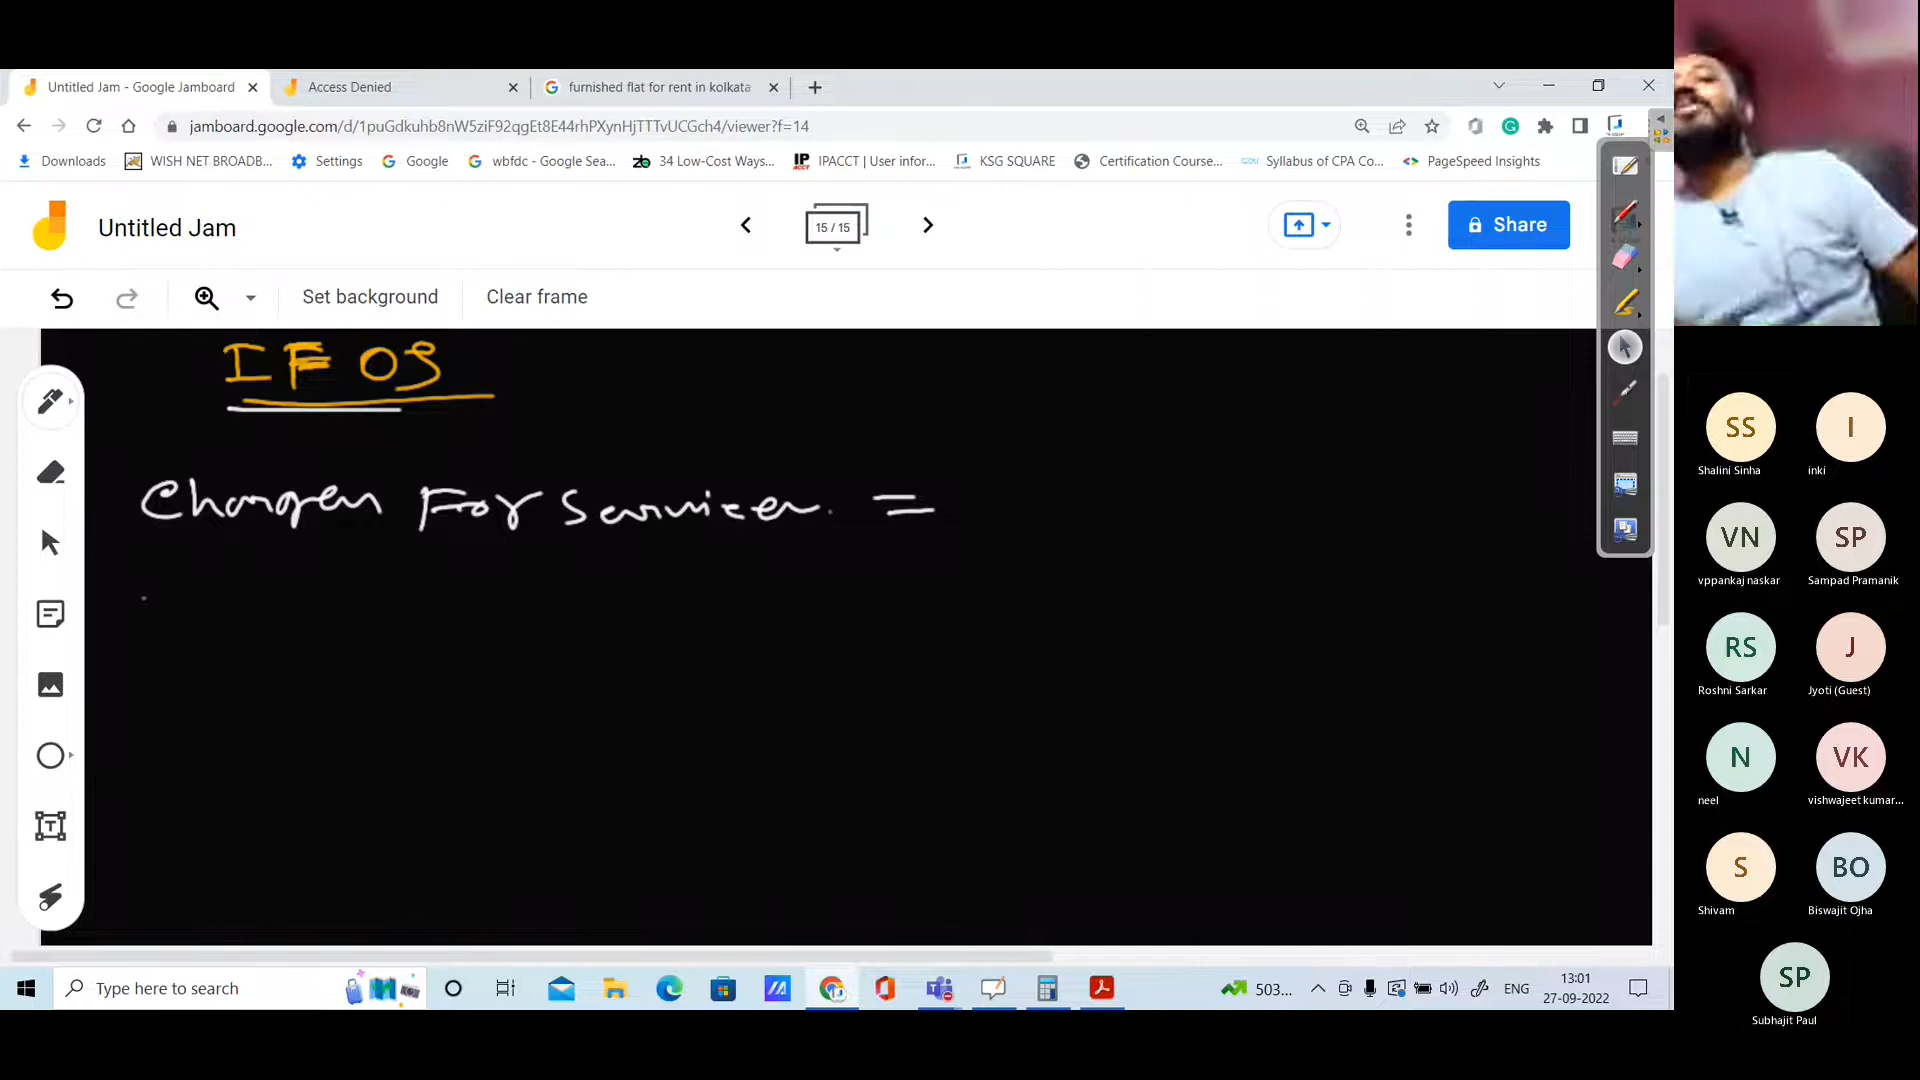 Untitled Jam - Google Jamboard
Access Denied
furnished flat for rent in kolkata
jamboard.google.com/d/1puGdkuhb8nW5ziF92qgEt8E44rhPXynHjTTTvUCGch4/viewer?f=14
Downloads
WISH NET BROADB...
Settings
Google
wbfdc - Google Sea...
34 Low-Cost Ways...
IPACCT | User infor...
KSG SQUARE
Certification Course...
Syllabus of CPA Co...
PageSpeed Insights
Untitled Jam
15 / 15
Share
Set background
Clear frame
IFOS
Charges For Services =
SS
Shalini Sinha
I
inki
VN
vppankaj naskar
SP
Sampad Pramanik
RS
Roshni Sarkar
J
Jyoti (Guest)
N
neel
VK
vishwajeet kumar...
S
Shivam
BO
Biswajit Ojha
SP
Subhajit Paul
Type here to search
503...
ENG
13:01
27-09-2022